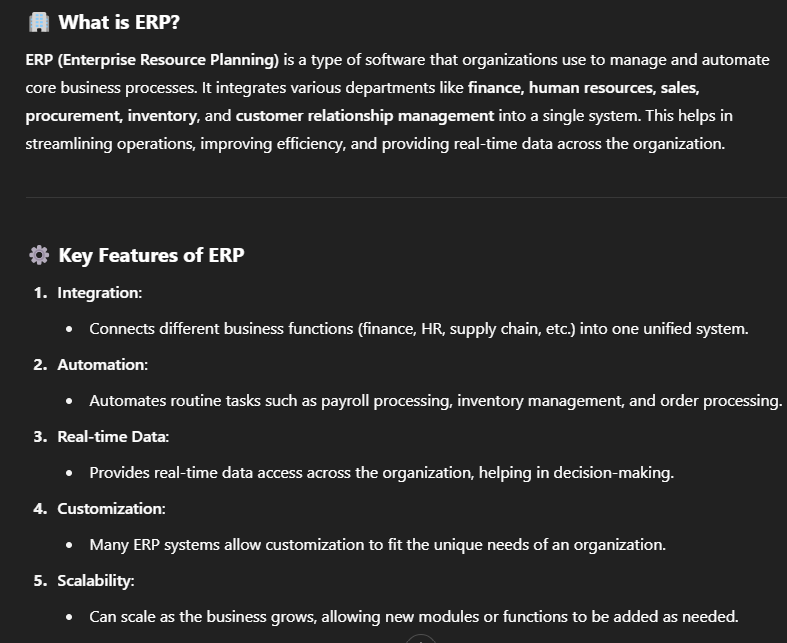 🏢 What is ERP?
ERP (Enterprise Resource Planning) is a type of software that organizations use to manage and automate
core business processes. It integrates various departments like finance, human resources, sales,
procurement, inventory, and customer relationship management into a single system. This helps in
streamlining operations, improving efficiency, and providing real-time data across the organization.
⚙️ Key Features of ERP
1. Integration:
• Connects different business functions (finance, HR, supply chain, etc.) into one unified system.
2. Automation:
• Automates routine tasks such as payroll processing, inventory management, and order processing.
3. Real-time Data:
• Provides real-time data access across the organization, helping in decision-making.
4. Customization:
• Many ERP systems allow customization to fit the unique needs of an organization.
5. Scalability:
• Can scale as the business grows, allowing new modules or functions to be added as needed.